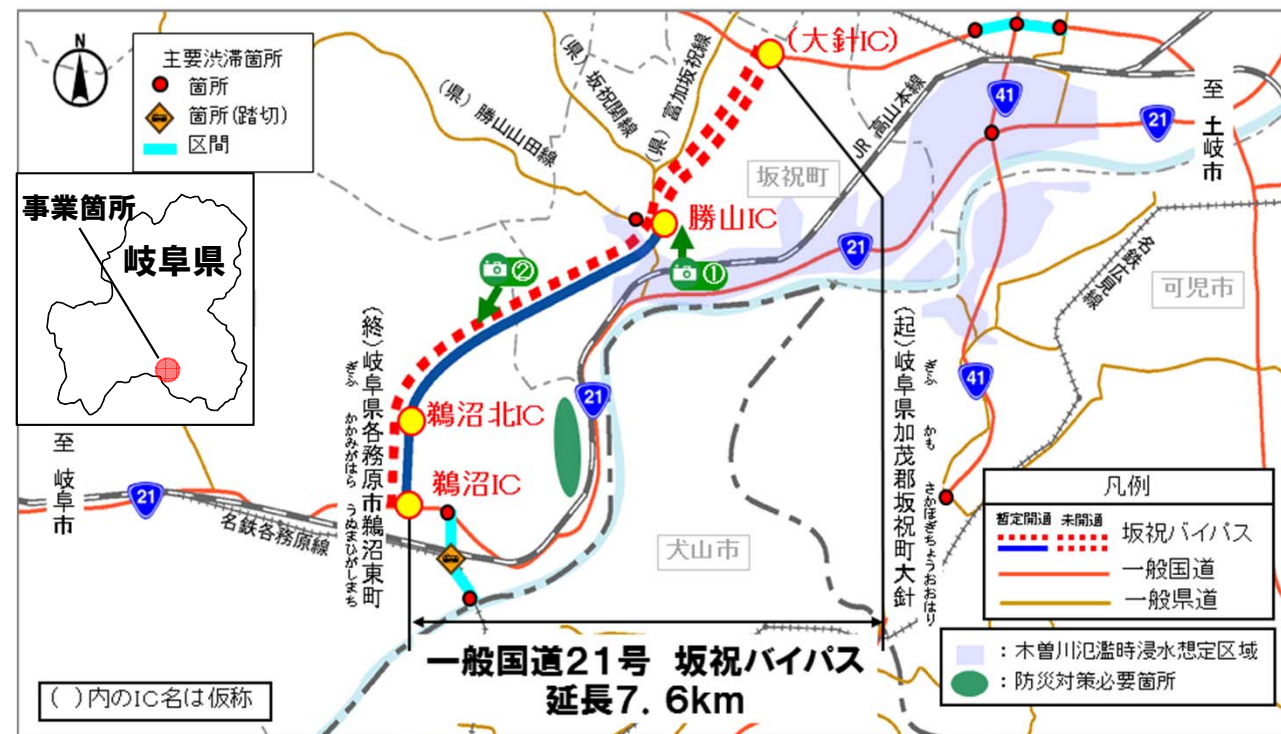 N
主要渋滞箇所
箇所
箇所(踏切)
区間
事業箇所
岐阜県
(県)勝山山田線
(県)坂祝関線
(県)富加坂祝線
(大針IC)
JR 高山本線
41
21
至 土岐市
坂祝町
勝山IC
①
②
21
名鉄広見線
可児市
(終)岐阜県各務原市鵜沼東町
ぎふ かかみがはら うぬまひがしまち
鵜沼北IC
鵜沼IC
21
41
(起)岐阜県加茂郡坂祝町大針
ぎふ かも さかほぎちょうおおはり
至 岐阜市
21
名鉄各務原線
犬山市
凡例
暫定開通 未開通
坂祝バイパス
一般国道
一般県道
:木曽川氾濫時浸水想定区域
:防災対策必要箇所
一般国道21号 坂祝バイパス
延長7.6km
( )内のIC名は仮称